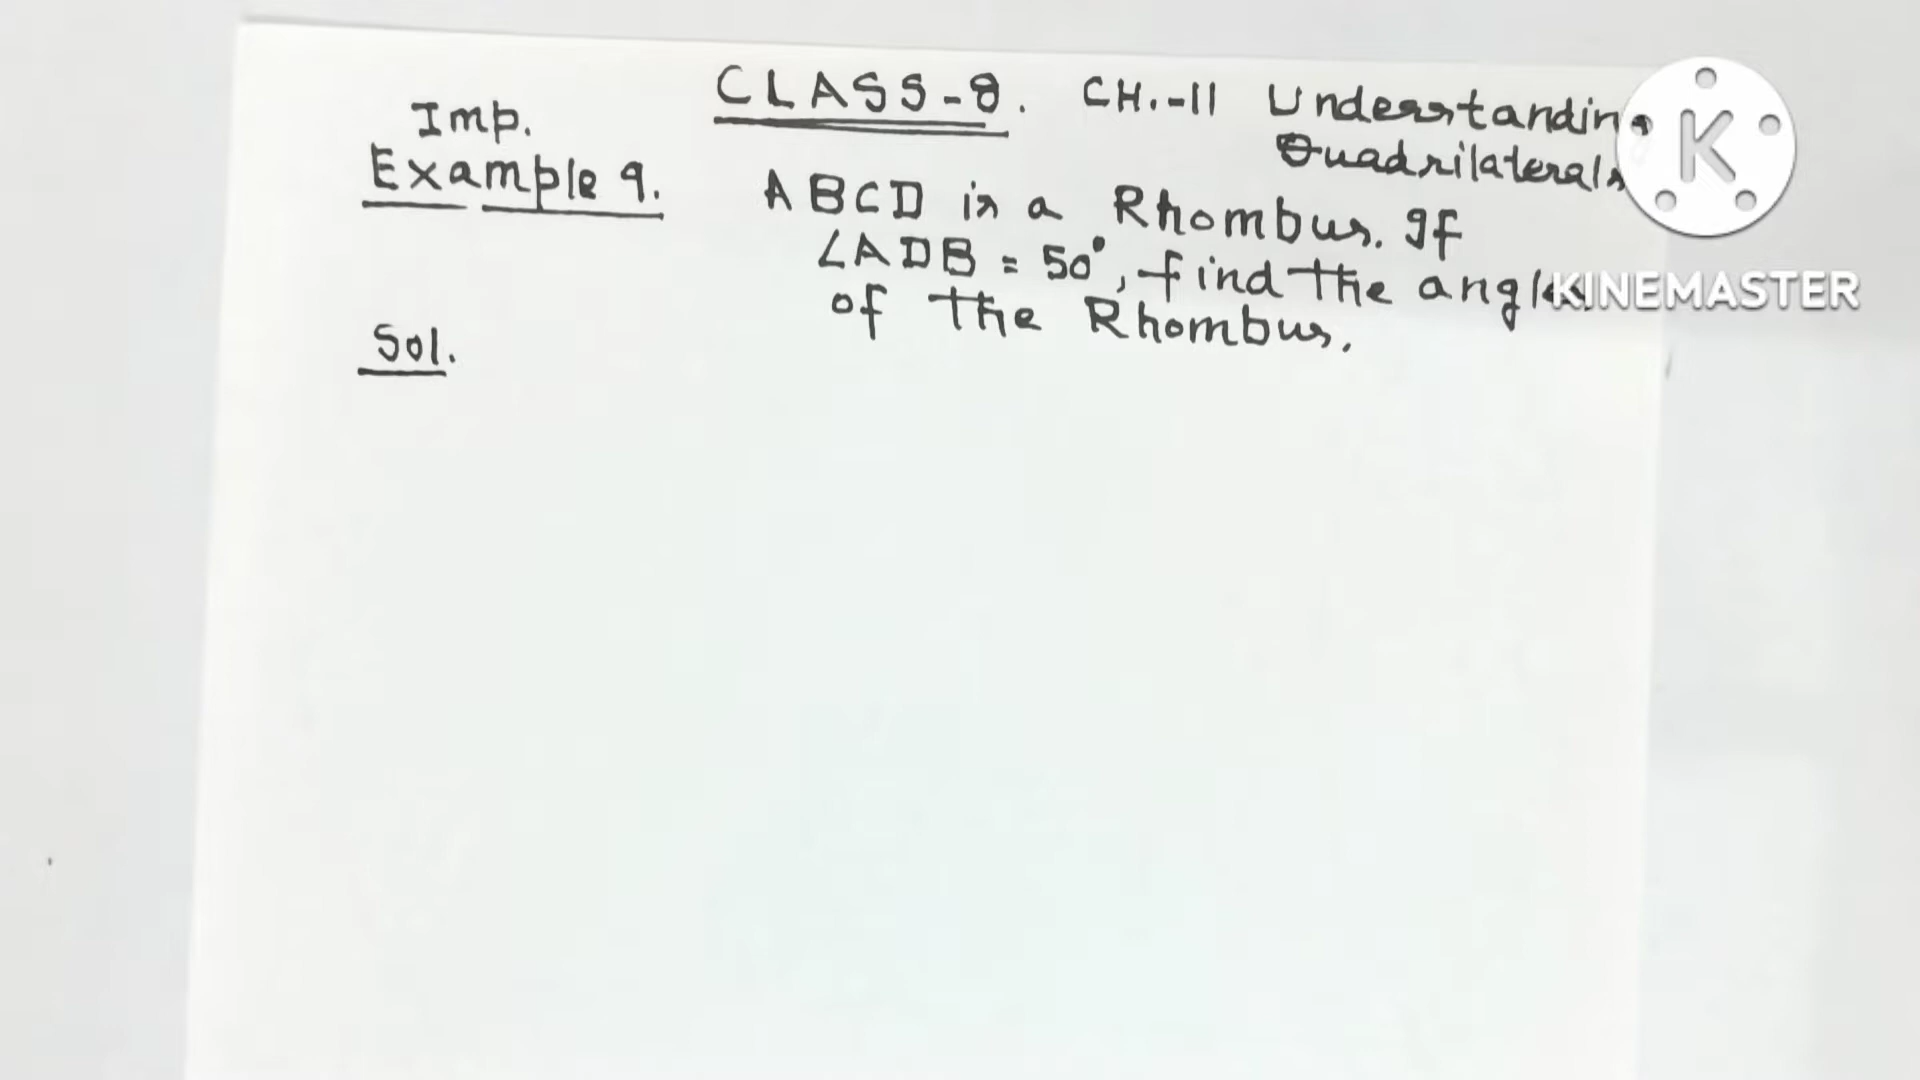 CLASS-8. CH.-11 Understanding
Quadrilaterals
Imp.
Example 9. ABCD is a Rhombus. If
∠ADB = 50°, find the angles
of the Rhombus.
Sol.
K
KINEMASTER